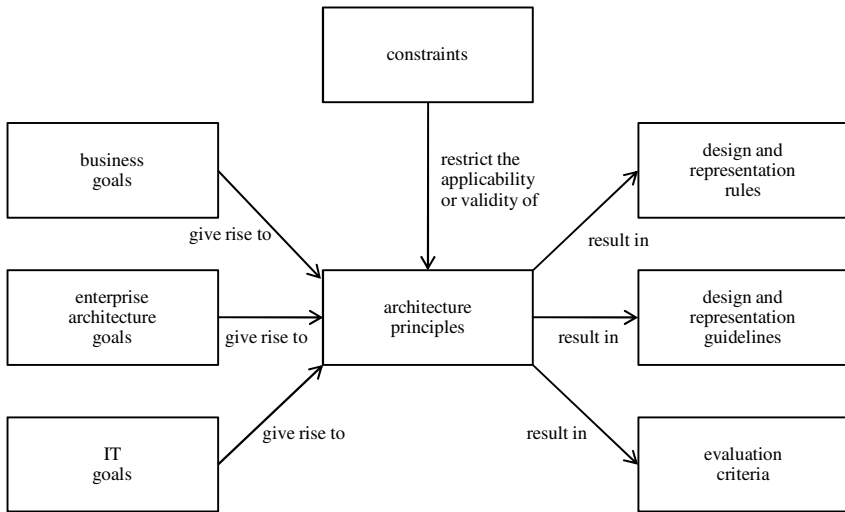 constraints
business
goals
restrict the
applicability
or validity of
design and
representation
rules
give rise to
result in
enterprise
architecture
goals
give rise to
architecture
principles
result in
design and
representation
guidelines
IT
goals
give rise to
result in
evaluation
criteria